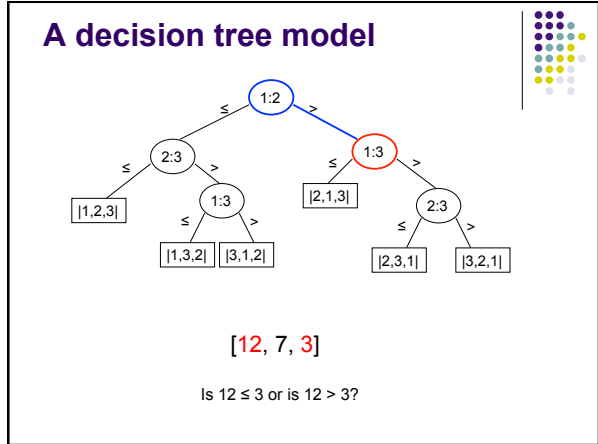 A decision tree model
1:2
≤ >
2:3 1:3
≤ > ≤ >
|1,2,3| 1:3 |2,1,3| 2:3
≤ > ≤ >
|1,3,2| |3,1,2| |2,3,1| |3,2,1|
[12, 7, 3]
Is 12 ≤ 3 or is 12 > 3?